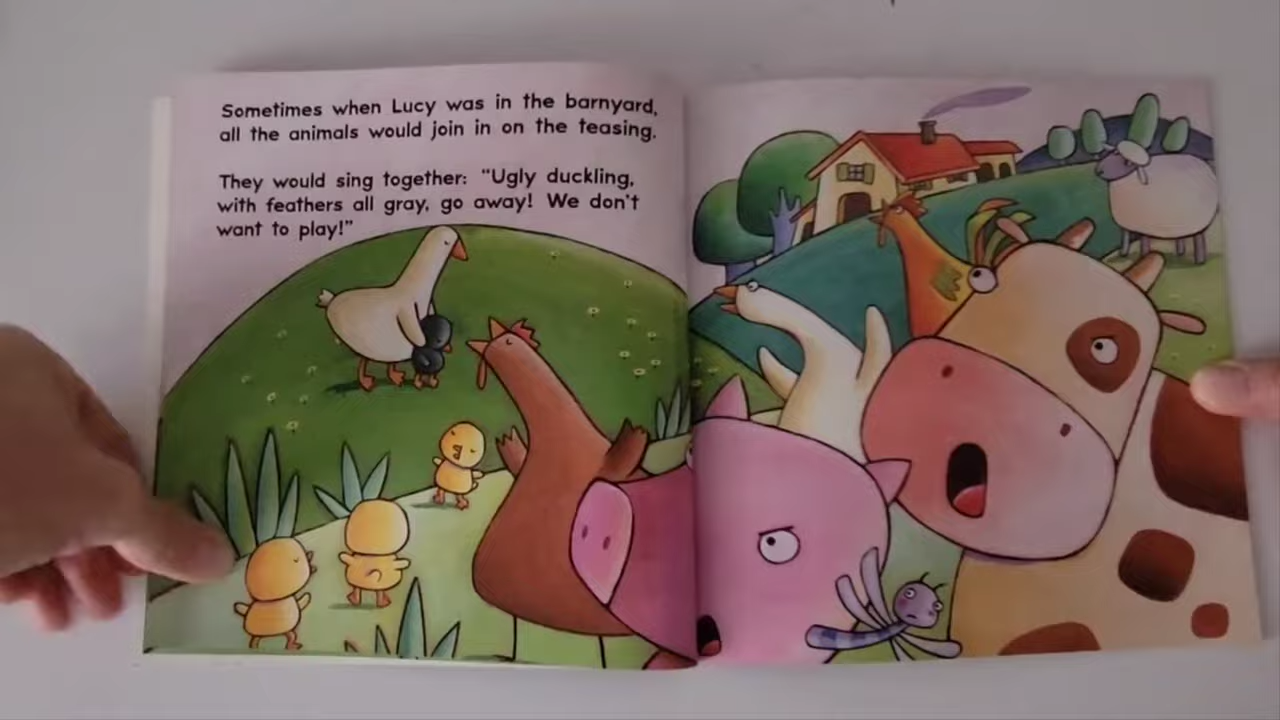 Sometimes when Lucy was in the barnyard,
all the animals would join in on the teasing.
They would sing together: "Ugly duckling,
with feathers all gray, go away! We don't
want to play!"